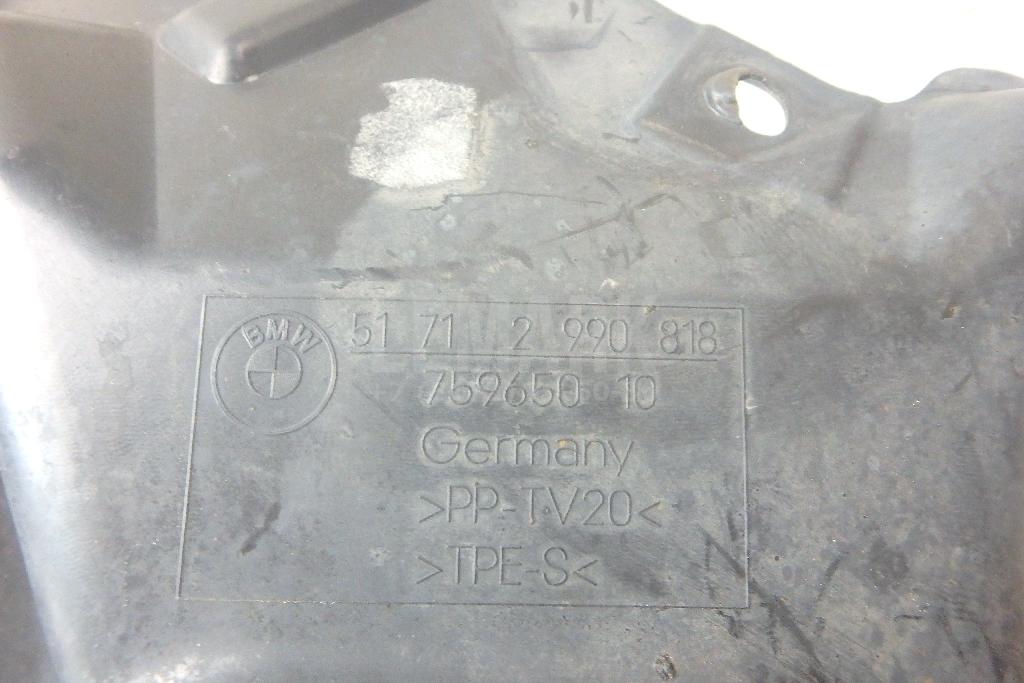 BMW
51 71 2 990 818
759650 10
Germany
>PP-TV20<
>TPE-S<